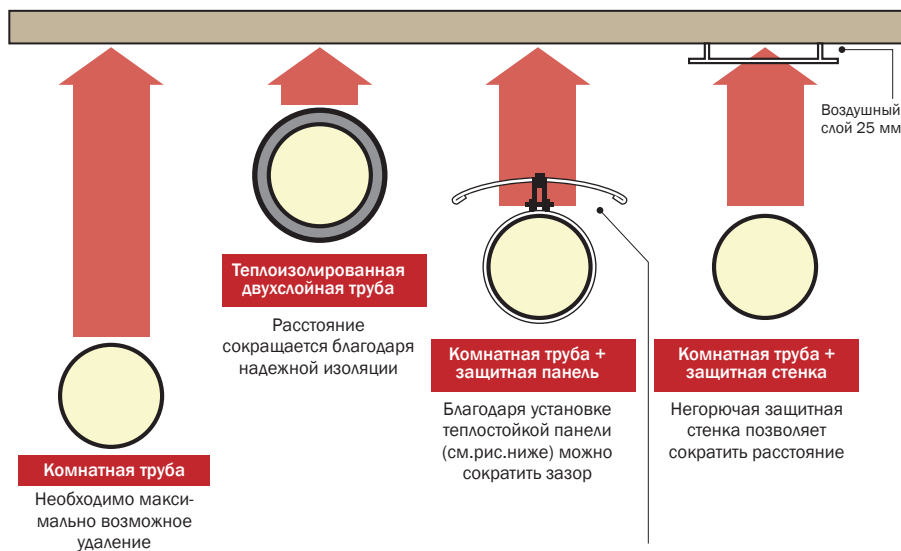 Воздушный
слой 25 мм
Теплоизолированная
двухслойная труба
Расстояние
сокращается благодаря
надежной изоляции
Комнатная труба +
защитная панель
Благодаря установке
теплостойкой панели
(см.рис.ниже) можно
сократить зазор
Комнатная труба +
защитная стенка
Негорючая защитная
стенка позволяет
сократить расстояние
Комнатная труба
Необходимо макси-
мально возможное
удаление